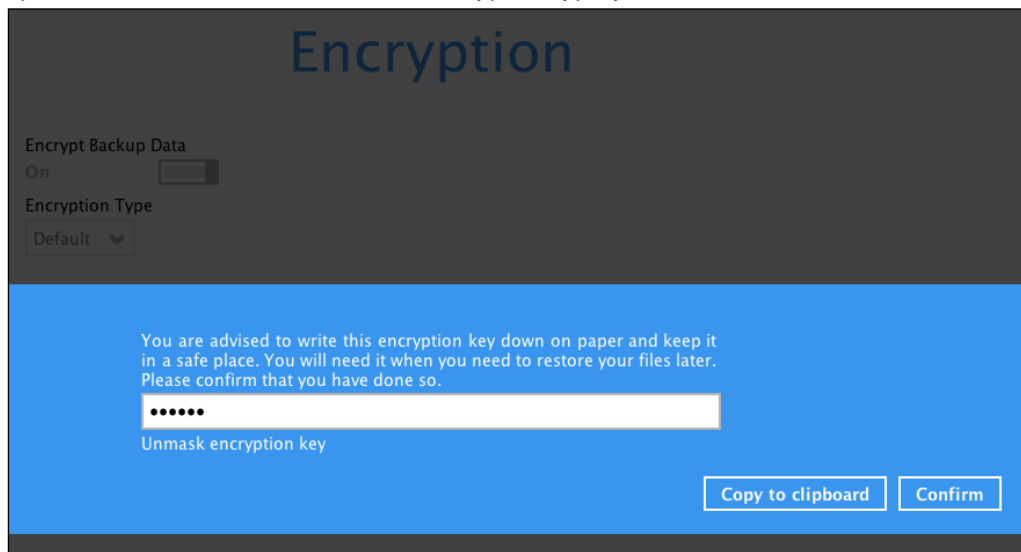 Encryption
Encrypt Backup Data
On
Encryption Type
Default
You are advised to write this encryption key down on paper and keep it
in a safe place. You will need it when you need to restore your files later.
Please confirm that you have done so.
••••••
Unmask encryption key
Copy to clipboard Confirm